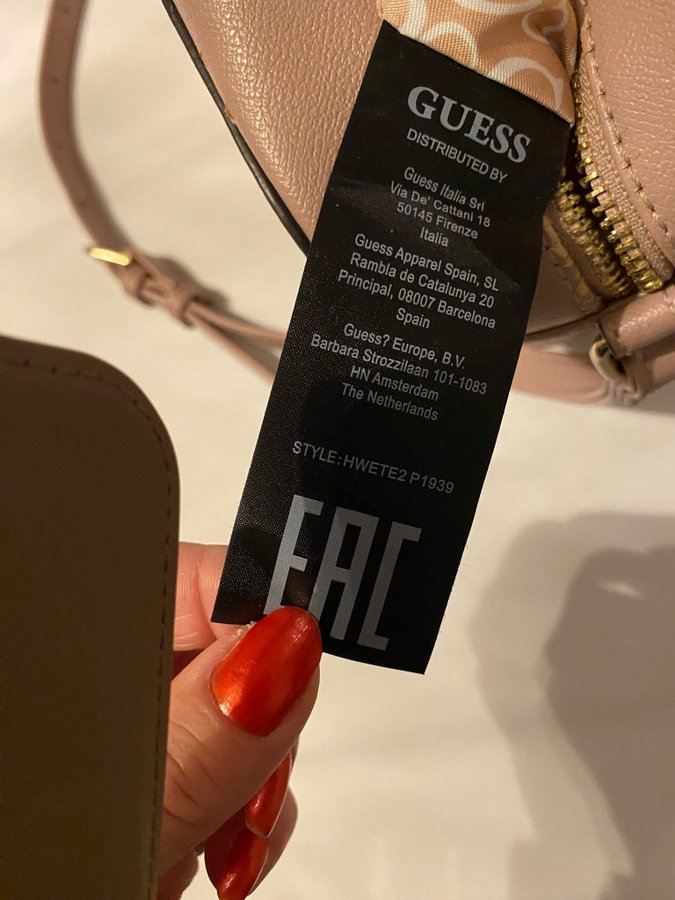 GUESS
DISTRIBUTED BY
Guess Italia Srl
Via De' Cattani 18
50145 Firenze
Italia
Guess Apparel Spain, SL
Rambla de Catalunya 20
Principal, 08007 Barcelona
Spain
Guess? Europe, B.V.
Barbara Strozzilaan 101-1083
HN Amsterdam
The Netherlands
STYLE: HWETE2 P1939
EAC